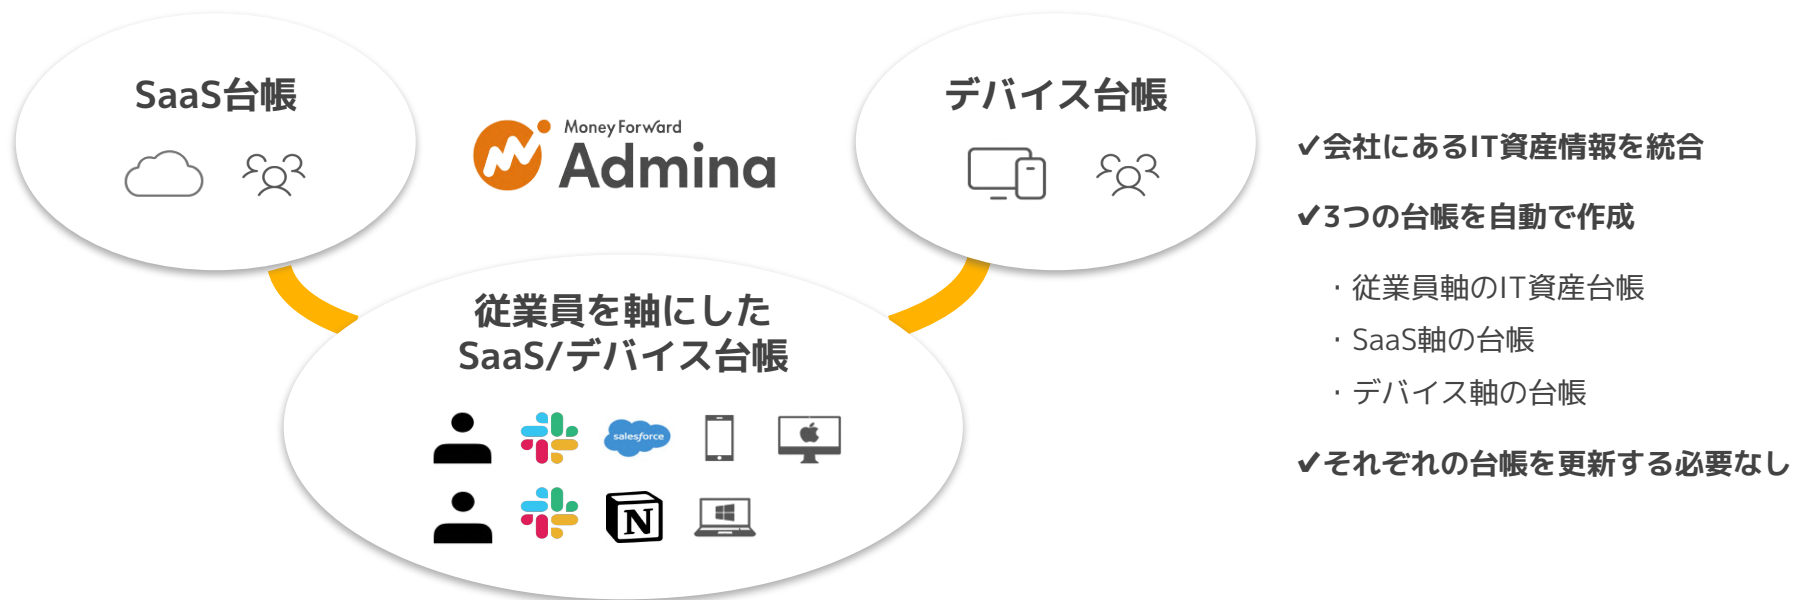 SaaS台帳
Money Forward
Admina
デバイス台帳
従業員を軸にした
SaaS/デバイス台帳
salesforce
N
✓会社にあるIT資産情報を統合
✓3つの台帳を自動で作成
・従業員軸のIT資産台帳
・SaaS軸の台帳
・デバイス軸の台帳
✓それぞれの台帳を更新する必要なし